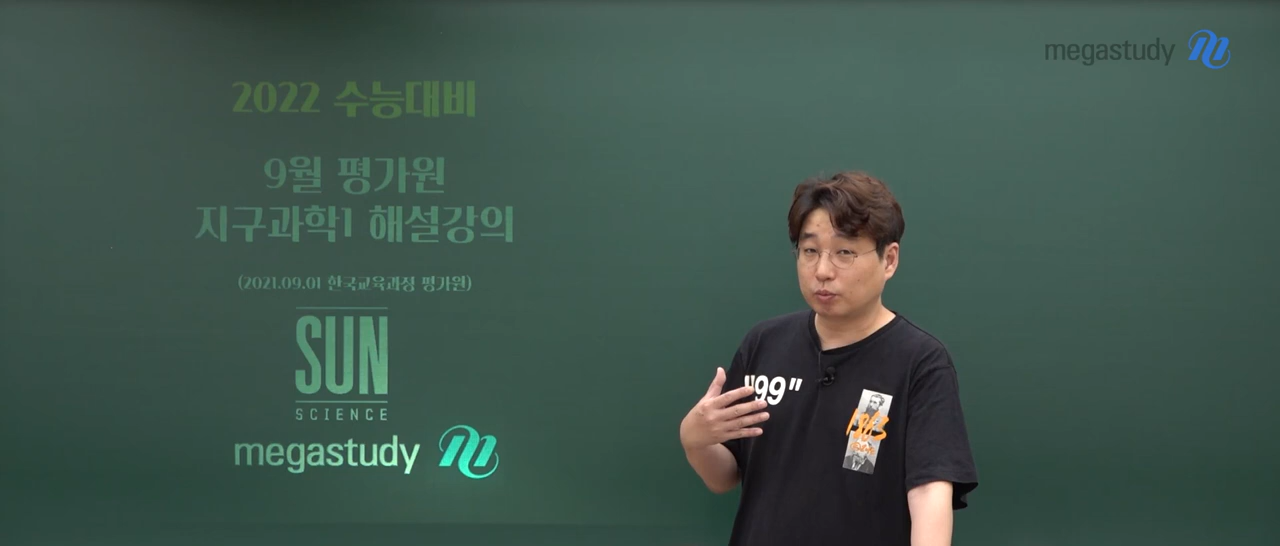 megastudy
2022 수능대비
9월 평가원
지구과학1 해설강의
(2021.09.01 한국교육과정 평가원)
SUN
SCIENCE
megastudy
"99"